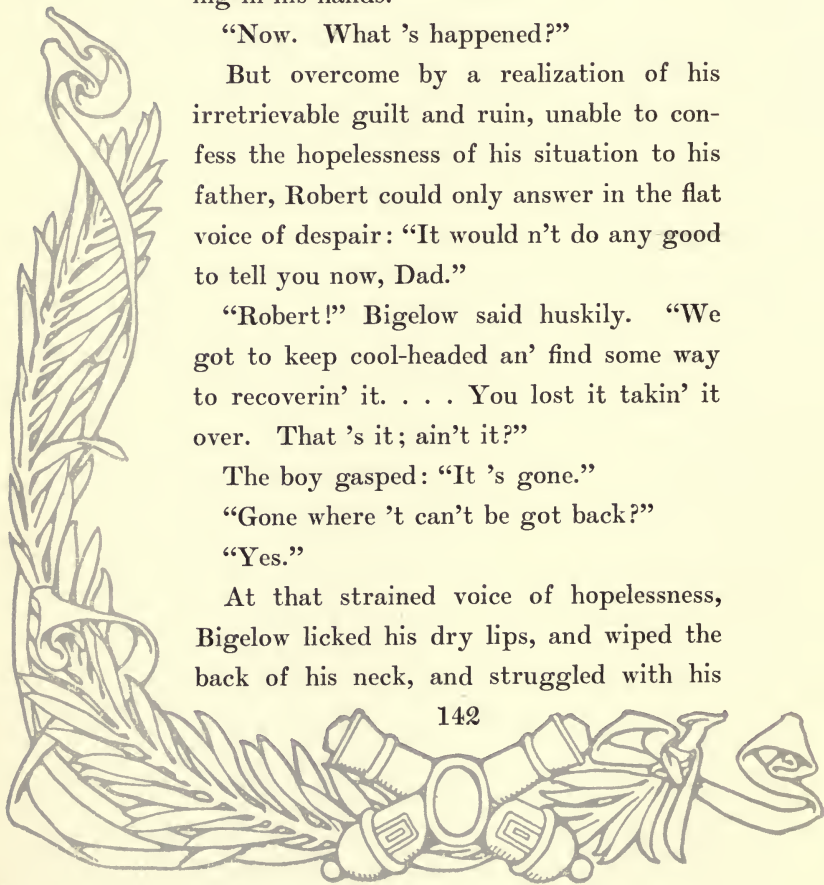 ing in his hands.
“Now. What ’s happened?”
But overcome by a realization of his
irretrievable guilt and ruin, unable to con-
fess the hopelessness of his situation to his
father, Robert could only answer in the flat
voice of despair: “It would n’t do any good
to tell you now, Dad.”
“Robert!” Bigelow said huskily. “We
got to keep cool-headed an’ find some way
to recoverin’ it. . . . You lost it takin’ it
over. That ’s it; ain’t it?”
The boy gasped: “It ’s gone.”
“Gone where ’t can’t be got back?”
“Yes.”
At that strained voice of hopelessness,
Bigelow licked his dry lips, and wiped the
back of his neck, and struggled with his
142